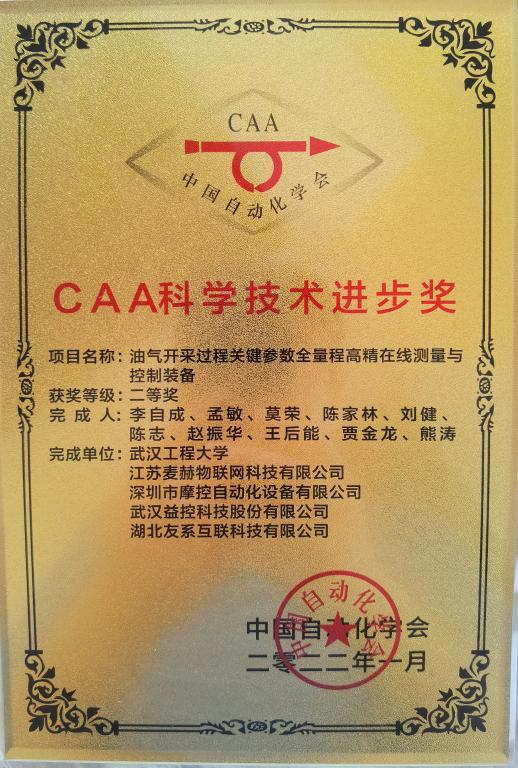 CAA
中国自动化学会
CAA科学技术进步奖
项目名称：油气开采过程关键参数全量程高精在线测量与
控制装备
获奖等级：二等奖
完成人：李自成、孟敏、莫荣、陈家林、刘健、
陈志、赵振华、王后能、贾金龙、熊涛
完成单位：武汉工程大学
江苏麦赫物联网科技有限公司
深圳市摩控自动化设备有限公司
武汉益控科技股份有限公司
湖北友系互联科技有限公司
中国自动化学会
中国自动化学会
二零二二年一月